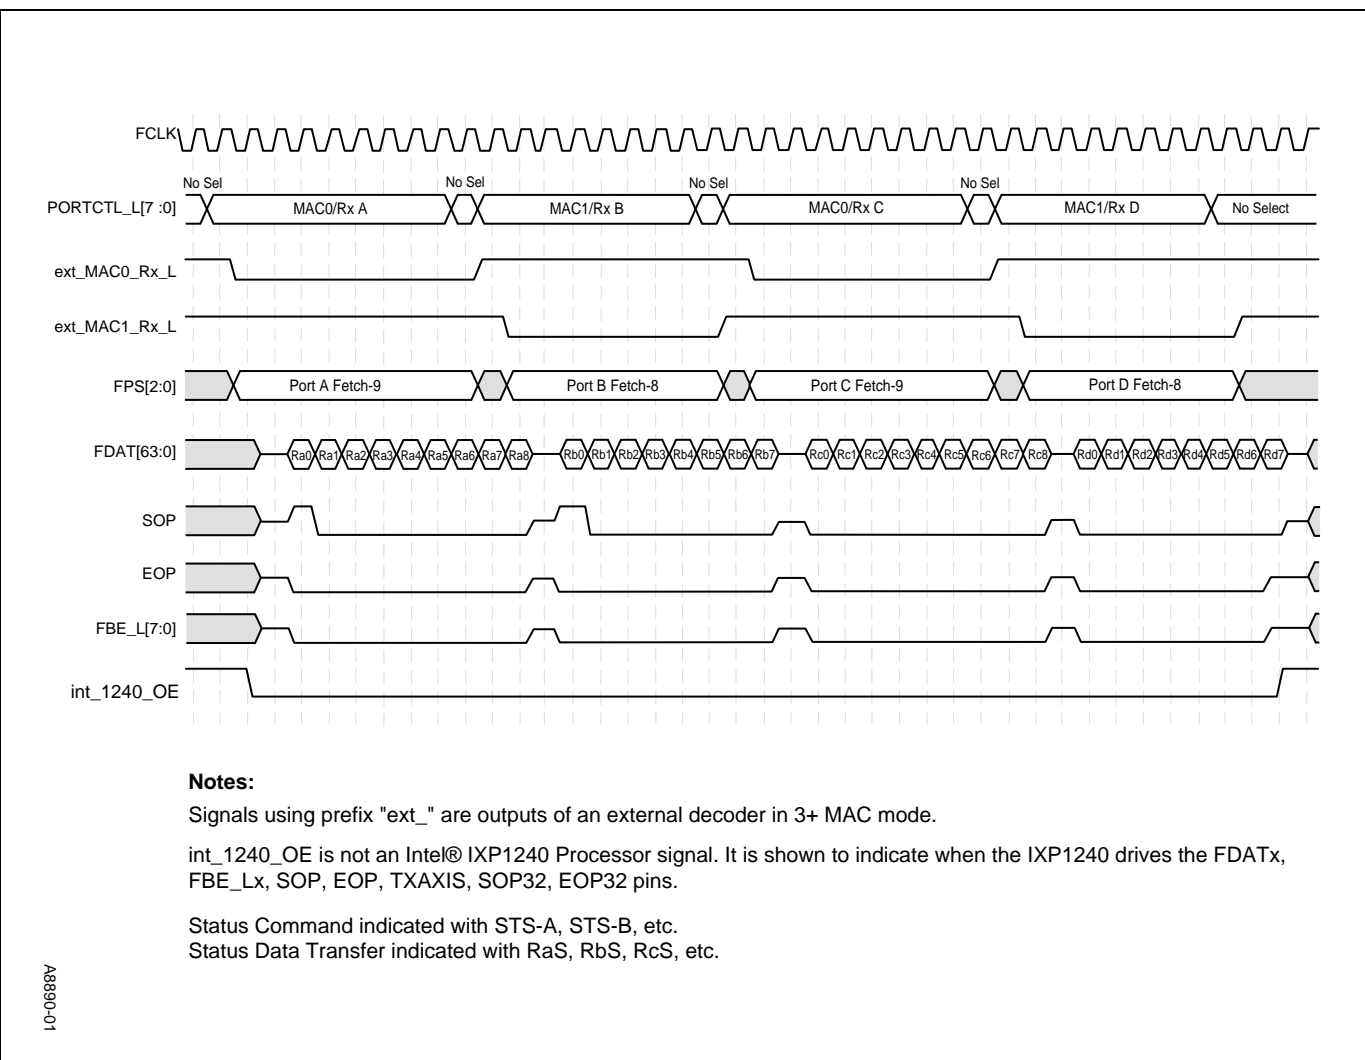 FCLK
No Sel No Sel No Sel No Sel
PORTCTL_L[7 :0] MAC0/Rx A MAC1/Rx B MAC0/Rx C MAC1/Rx D No Select
ext_MAC0_Rx_L
ext_MAC1_Rx_L
FPS[2:0] Port A Fetch-9 Port B Fetch-8 Port C Fetch-9 Port D Fetch-8
FDAT[63:0] Ra0 Ra1 Ra2 Ra3 Ra4 Ra5 Ra6 Ra7 Ra8 Rb0 Rb1 Rb2 Rb3 Rb4 Rb5 Rb6 Rb7 Rc0 Rc1 Rc2 Rc3 Rc4 Rc5 Rc6 Rc7 Rc8 Rd0 Rd1 Rd2 Rd3 Rd4 Rd5 Rd6 Rd7
SOP
EOP
FBE_L[7:0]
int_1240_OE
Notes:
Signals using prefix "ext_" are outputs of an external decoder in 3+ MAC mode.
int_1240_OE is not an Intel® IXP1240 Processor signal. It is shown to indicate when the IXP1240 drives the FDATx,
FBE_Lx, SOP, EOP, TXAXIS, SOP32, EOP32 pins.
Status Command indicated with STS-A, STS-B, etc.
Status Data Transfer indicated with RaS, RbS, RcS, etc.
A8890-01